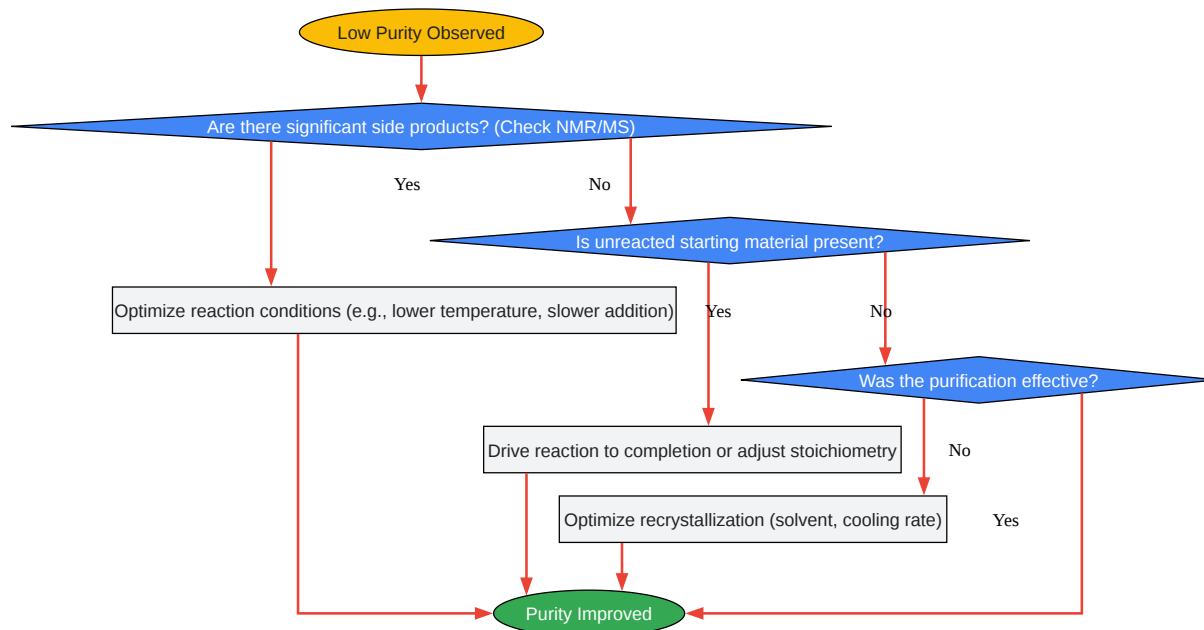 Low Purity Observed
Are there significant side products? (Check NMR/MS)
Yes
No
Is unreacted starting material present?
Optimize reaction conditions (e.g., lower temperature, slower addition)
Yes
No
Was the purification effective?
Drive reaction to completion or adjust stoichiometry
No
Optimize recrystallization (solvent, cooling rate)
Yes
Purity Improved